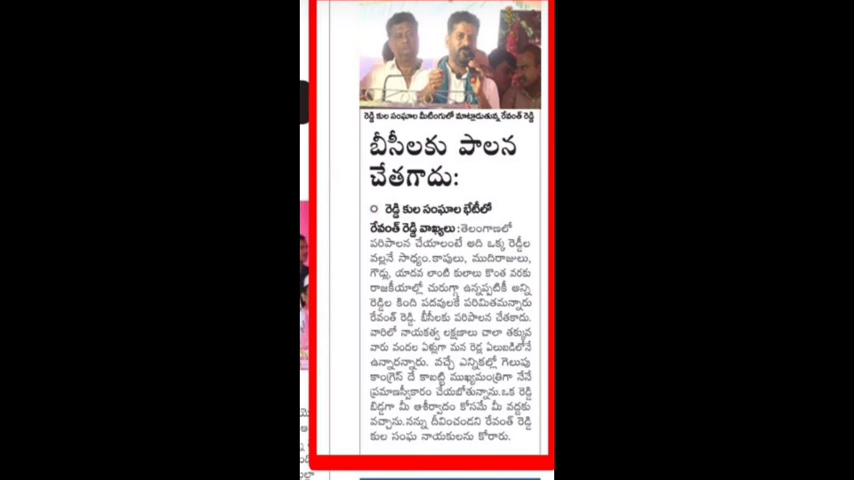 రెడ్డి కుల సంఘాల మీటింగులో మాట్లాడుతున్న రేవంత్ రెడ్డి
బీసీలకు పాలన
చేతగాదు:
రెడ్డి కుల సంఘాల భేటీలో
రేవంత్ రెడ్డి వాఖ్యలు :తెలంగాణలో
పరిపాలన చేయాలంటే అది ఒక్క రెడ్డీల
వల్లనే సాధ్యం.కాపులు, ముదిరాజులు,
గౌడ్లు, యాదవ లాంటి కులాలు కొంత వరకు
రాజకీయాల్లో చురుగ్గా ఉన్నప్పటికీ అన్ని
రెడ్డిల కింది పదవులకే పరిమితమన్నారు
రేవంత్ రెడ్డి. బీసీలకు పరిపాలన చేతకాదు.
వారిలో నాయకత్వ లక్షణాలు చాలా తక్కువ
వారు వందల ఏళ్లుగా మన రెడ్ల ఏలుబడిలోనే
ఉన్నారన్నారు. వచ్చే ఎన్నికల్లో గెలుపు
కాంగ్రెస్ దే కాబట్టి ముఖ్యమంత్రిగా నేనే
ప్రమాణస్వీకారం చేయబోతున్నాను.ఒక రెడ్డి
బిడ్డగా మీ ఆశీర్వాదం కోసమే మీ వద్దకు
వచ్చాను.నన్ను దీవించండని రేవంత్ రెడ్డి
కుల సంఘ నాయకులను కోరారు.